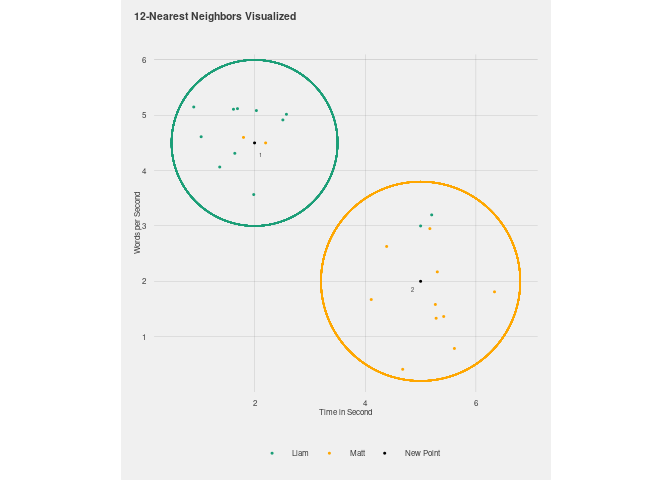 12-Nearest Neighbors Visualized
6
5
4
3
2
1
Words per Second
1
2
2
4
6
Time in Second
Liam
Matt
New Point